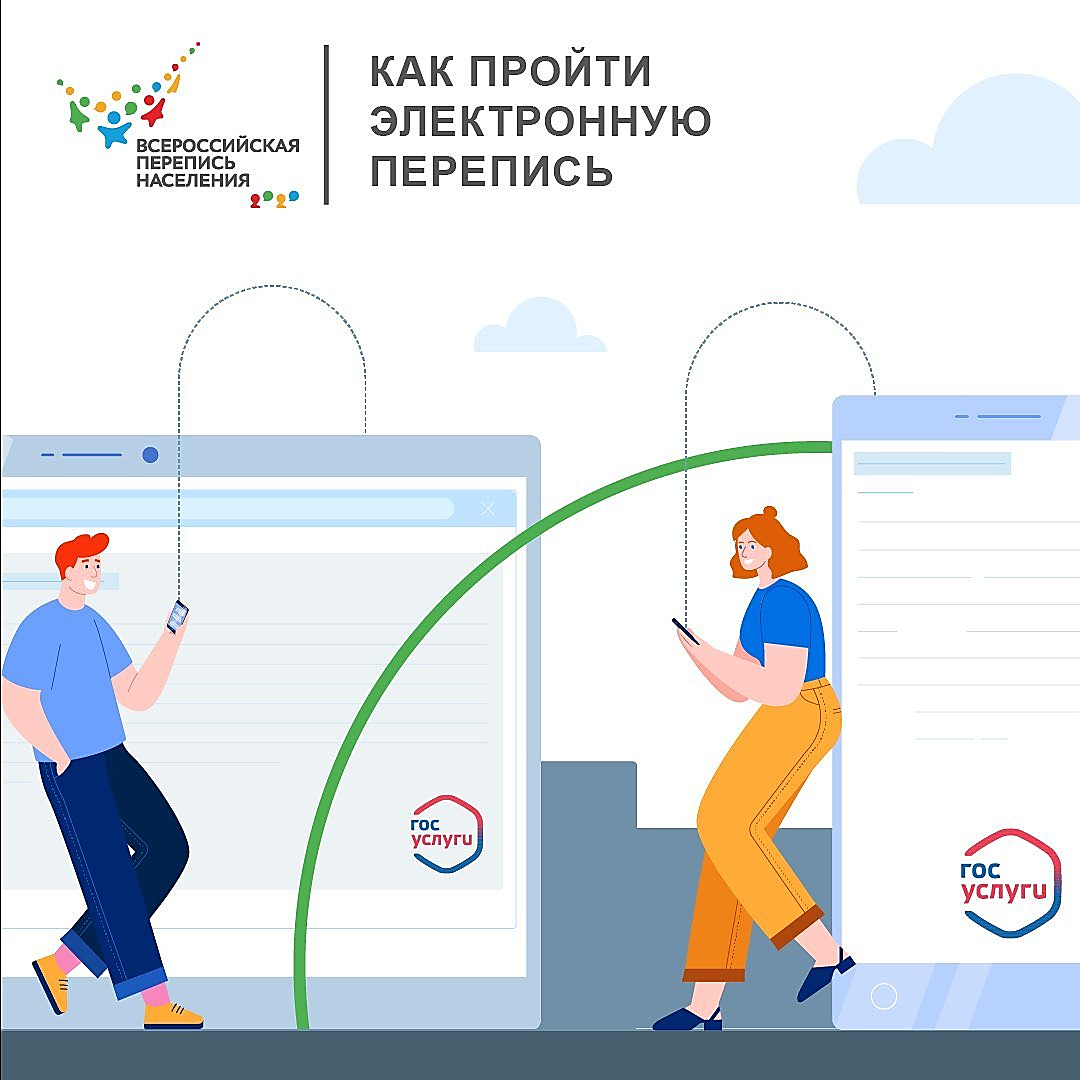 ВСЕРОССИЙСКАЯ
ПЕРЕПИСЬ
НАСЕЛЕНИЯ
2020
КАК ПРОЙТИ
ЭЛЕКТРОННУЮ
ПЕРЕПИСЬ
гос
услуги
гос
услуги